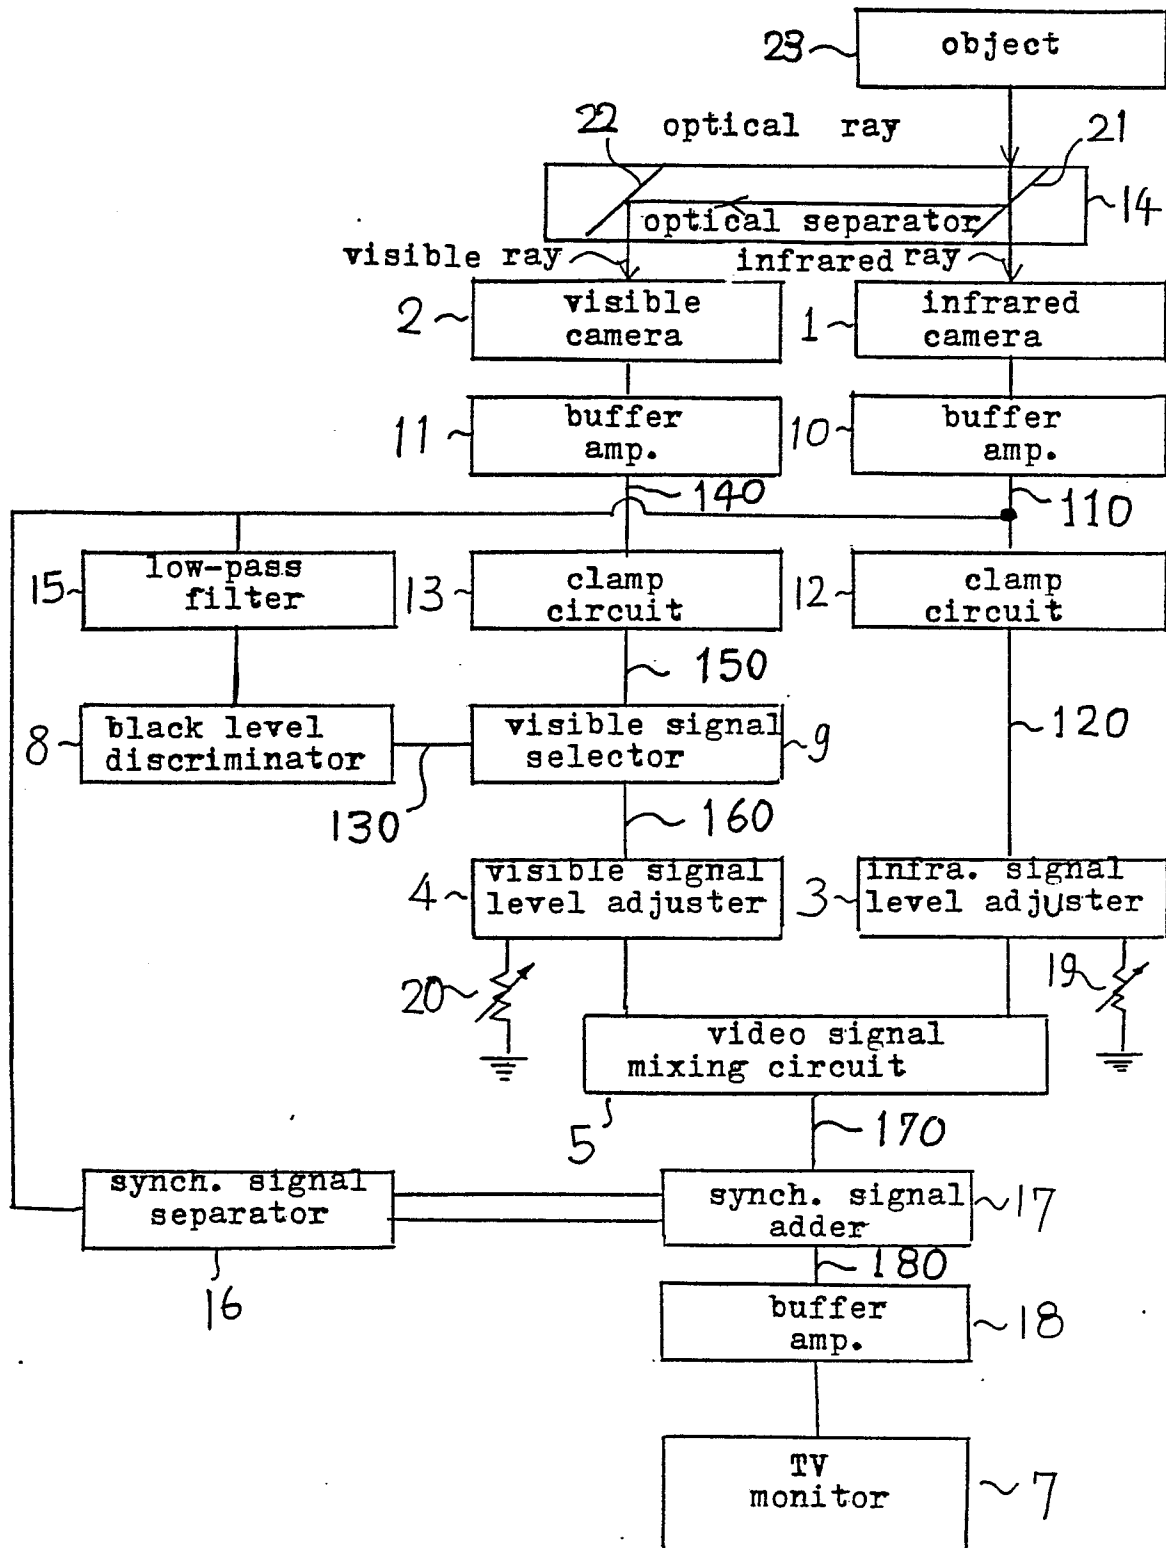 23
object
22
optical ray
21
14
optical separator
visible ray
infrared ray
2
visible
camera
1
infrared
camera
11
buffer
amp.
10
buffer
amp.
140
110
15
low-pass
filter
13
clamp
circuit
12
clamp
circuit
150
120
8
black level
discriminator
visible signal
selector
9
130
160
4
visible signal
level adjuster
3
infra. signal
level adjuster
20
19
video signal
mixing circuit
5
170
synch. signal
separator
synch. signal
adder
17
16
180
buffer
amp.
18
TV
monitor
7